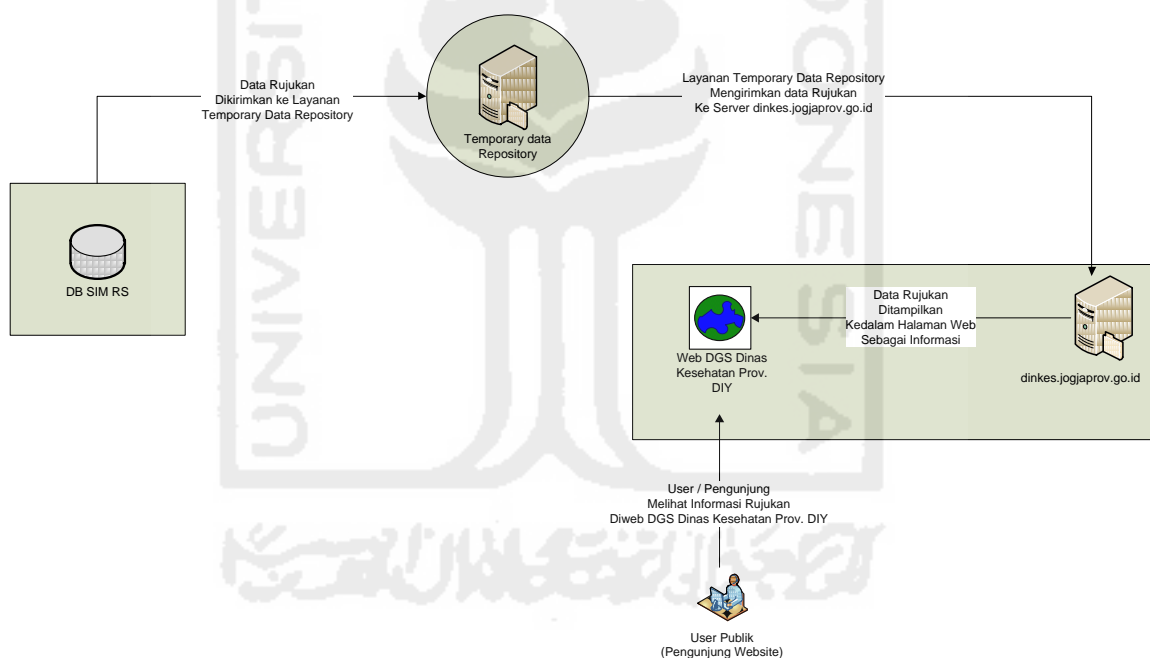 Data Rujukan
Dikirimkan ke Layanan
Temporary Data Repository
Temporary data
Repository
Layanan Temporary Data Repository
Mengirimkan data Rujukan
Ke Server dinkes.jogjaprov.go.id
DB SIM RS
Web DGS Dinas
Kesehatan Prov.
DIY
Data Rujukan
Ditampilkan
Kedalam Halaman Web
Sebagai Informasi
dinkes.jogjaprov.go.id
User / Pengunjung
Melihat Informasi Rujukan
Diweb DGS Dinas Kesehatan Prov. DIY
User Publik
(Pengunjung Website)
UNIVERSI
ONESIA